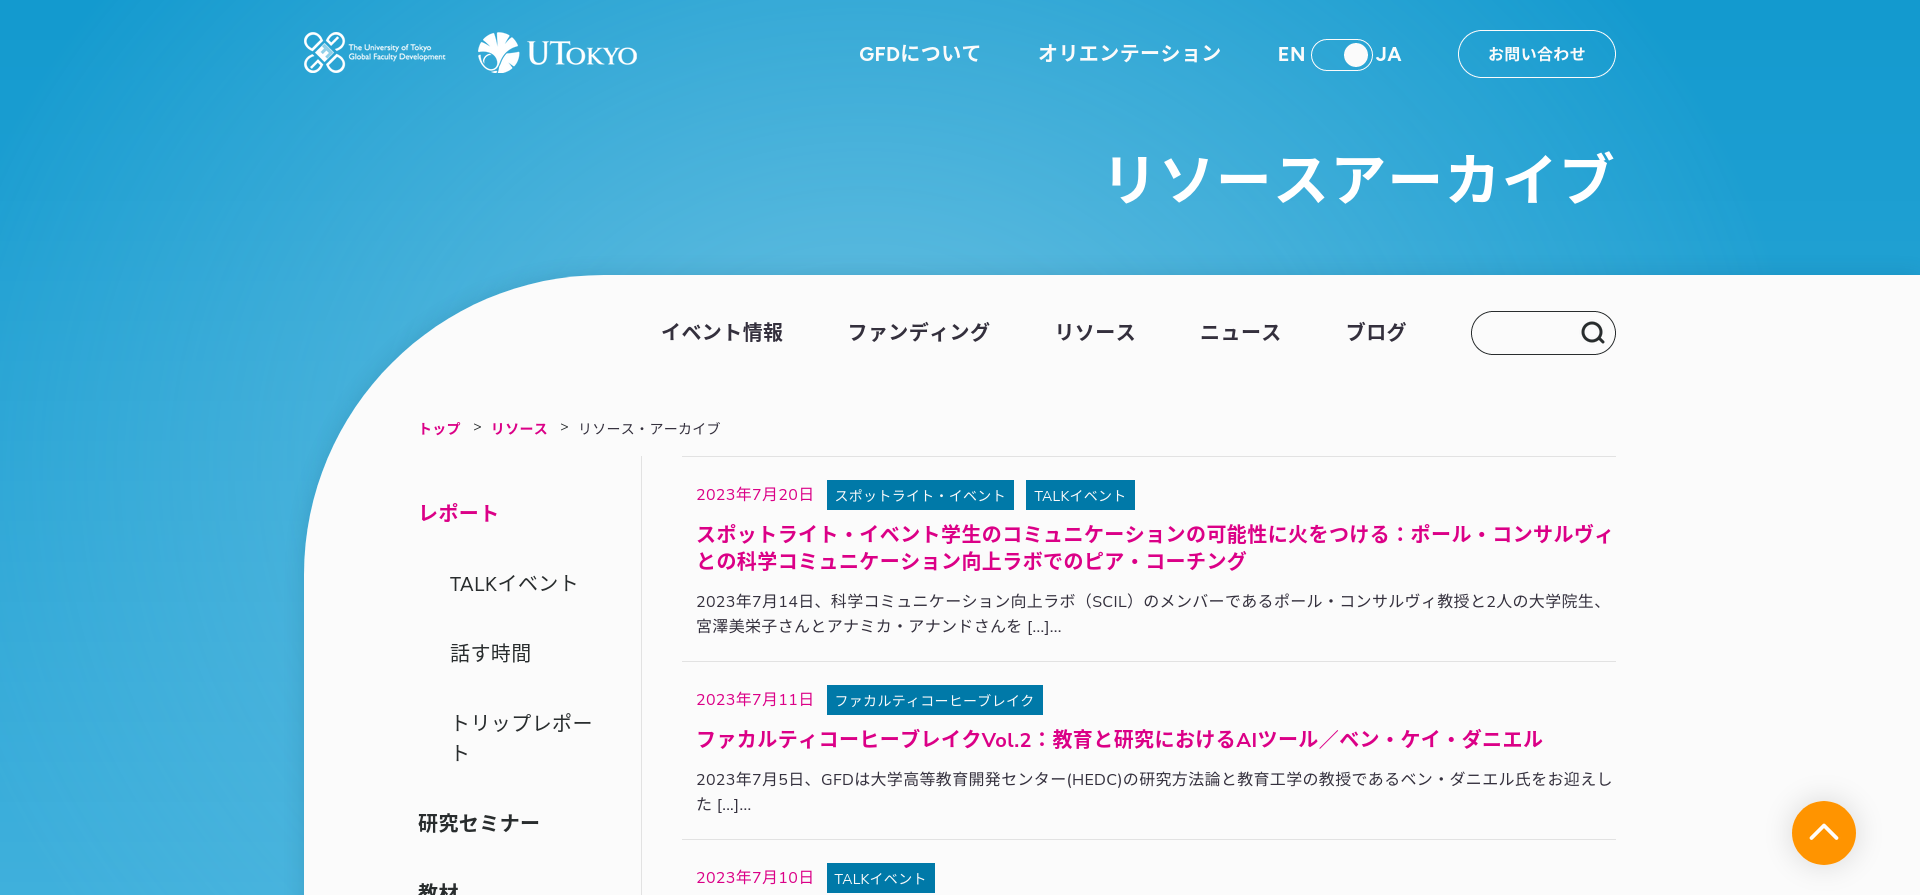 The University of Tokyo
Global Faculty Development
UTOKYO
GFDについて
オリエンテーション
EN
JA
お問い合わせ
リソースアーカイブ
イベント情報
ファンディング
リソース
ニュース
ブログ
トップ > リソース > リソース・アーカイブ
レポート
TALKイベント
話す時間
トリップレポー
ト
研究セミナー
教材
2023年7月20日 スポットライト・イベント TALKイベント
スポットライト・イベント学生のコミュニケーションの可能性に火をつける：ポール・コンサルヴィ
との科学コミュニケーション向上ラボでのピア・コーチング
2023年7月14日、科学コミュニケーション向上ラボ（SCIL）のメンバーであるポール・コンサルヴィ教授と2人の大学院生、
宮澤美栄子さんとアナミカ・アナンドさんを [...]...
2023年7月11日 ファカルティコーヒーブレイク
ファカルティコーヒーブレイクVol.2：教育と研究におけるAIツール／ベン・ケイ・ダニエル
2023年7月5日、GFDは大学高等教育開発センター(HEDC)の研究方法論と教育工学の教授であるベン・ダニエル氏をお迎えし
た [...]...
2023年7月10日 TALKイベント